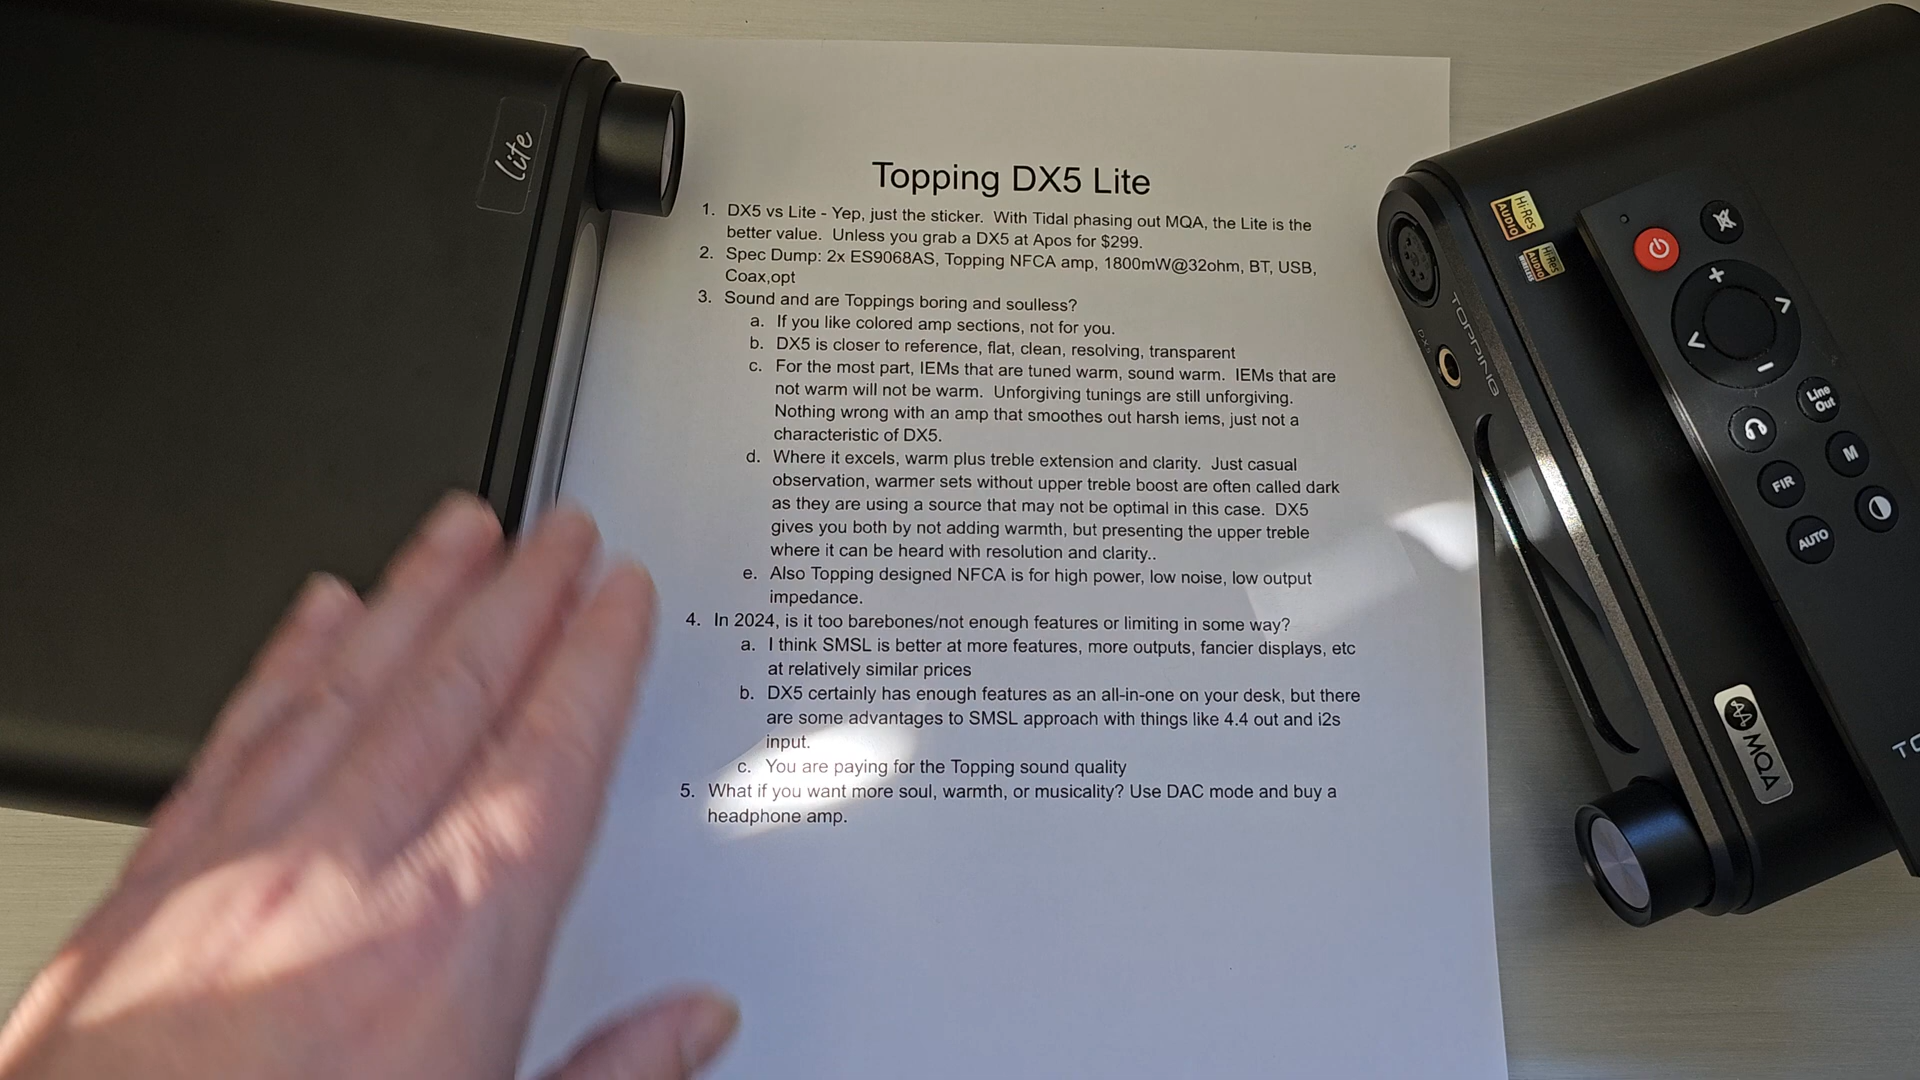 Lite
Topping DX5 Lite
1. DX5 vs Lite - Yep, just the sticker. With Tidal phasing out MQA, the Lite is the
better value. Unless you grab a DX5 at Apos for $299.
2. Spec Dump: 2x ES9068AS, Topping NFCA amp, 1800mW@32ohm, BT, USB,
Coax,opt
3. Sound and are Toppings boring and soulless?
a. If you like colored amp sections, not for you.
b. DX5 is closer to reference, flat, clean, resolving, transparent
c. For the most part, IEMs that are tuned warm, sound warm. IEMs that are
not warm will not be warm. Unforgiving tunings are still unforgiving.
Nothing wrong with an amp that smoothes out harsh iems, just not a
characteristic of DX5.
d. Where it excels, warm plus treble extension and clarity. Just casual
observation, warmer sets without upper treble boost are often called dark
as they are using a source that may not be optimal in this case. DX5
gives you both by not adding warmth, but presenting the upper treble
where it can be heard with resolution and clarity..
e. Also Topping designed NFCA is for high power, low noise, low output
impedance.
4. In 2024, is it too barebones/not enough features or limiting in some way?
a. I think SMSL is better at more features, more outputs, fancier displays, etc
at relatively similar prices
b. DX5 certainly has enough features as an all-in-one on your desk, but there
are some advantages to SMSL approach with things like 4.4 out and i2s
input.
c. You are paying for the Topping sound quality
5. What if you want more soul, warmth, or musicality? Use DAC mode and buy a
headphone amp.
Hi-Res
AUDIO
Hi-Res
AUDIO
WIRELESS
TOPPING
DX5
Line
Out
M
FIR
AUTO
MQA
TO